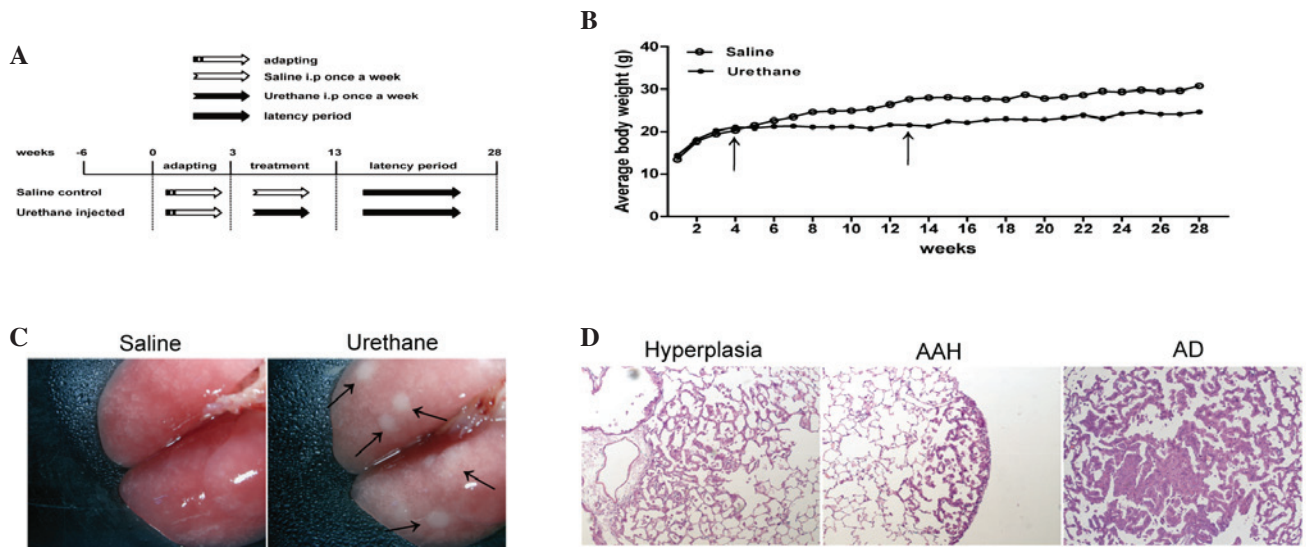 A
adapting
Saline i.p once a week
Urethane i.p once a week
latency period
weeks -6 0 3 13 28
adapting treatment latency period
Saline control
Urethane injected
B
Average body weight (g)
40
30
20
10
0
Saline
Urethane
2 4 6 8 10 12 14 16 18 20 22 24 26 28
weeks
C
Saline Urethane
D
Hyperplasia AAH AD